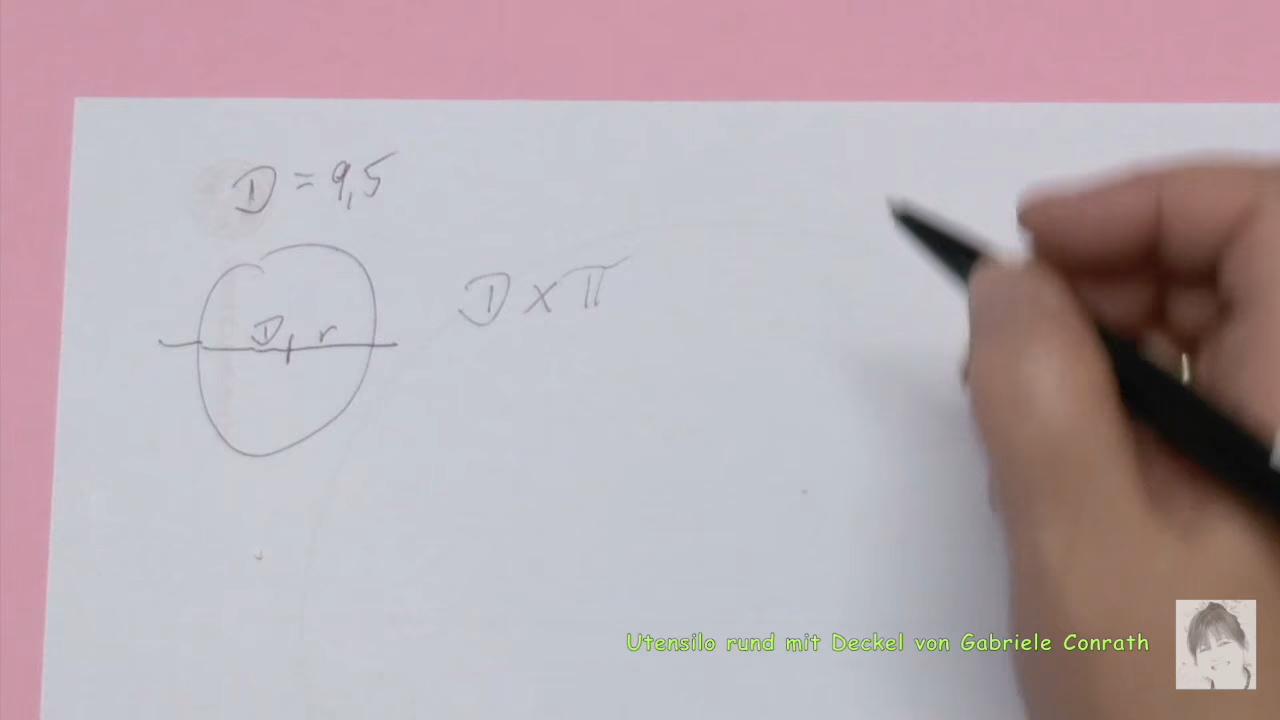 D = 9,5
D r
D x π
Utensilo rund mit Deckel von Gabriele Conrath